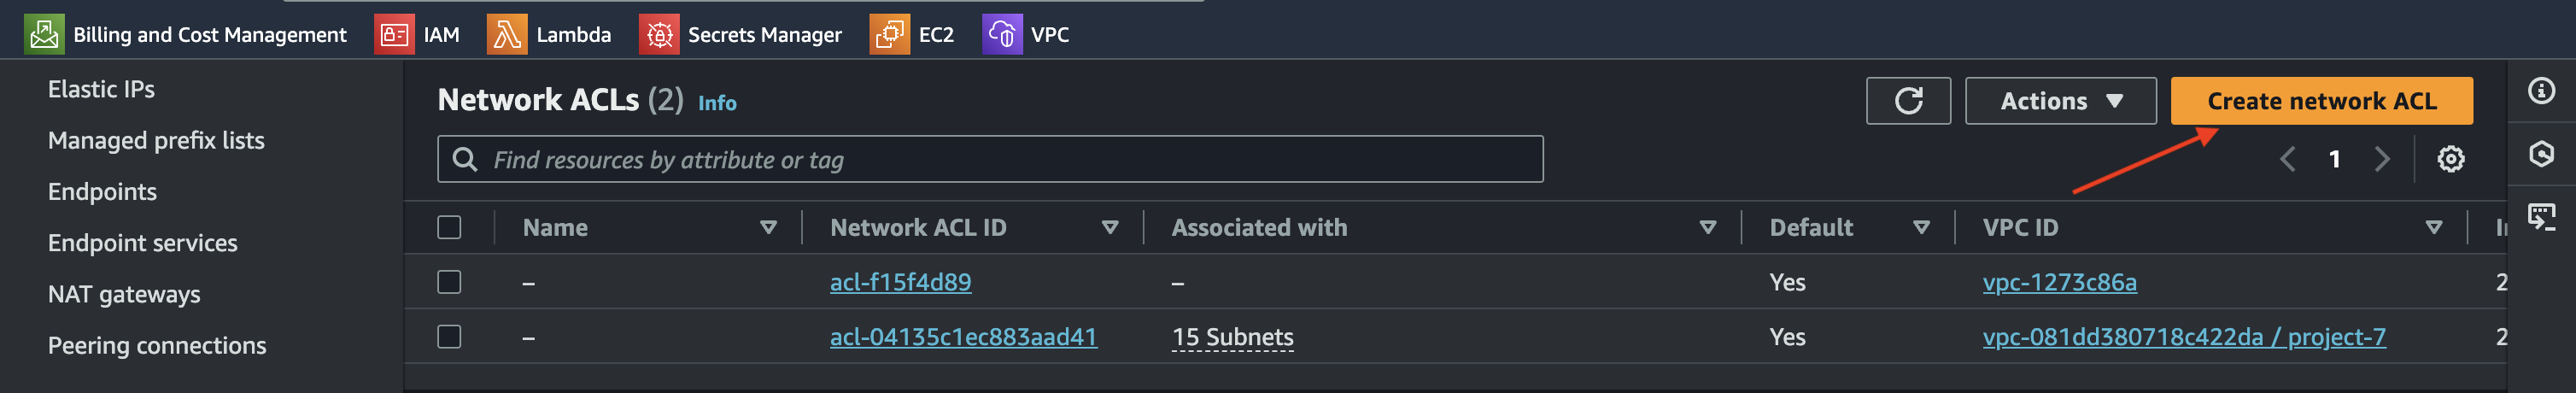 Billing and Cost Management IAM Lambda Secrets Manager EC2 VPC
Elastic IPs
Managed prefix lists
Endpoints
Endpoint services
NAT gateways
Peering connections
Network ACLs (2) Info
Actions
Create network ACL
Find resources by attribute or tag
1
Name Network ACL ID Associated with Default VPC ID
– acl-f15f4d89 – Yes vpc-1273c86a 2
– acl-04135c1ec883aad41 15 Subnets Yes vpc-081dd380718c422da / project-7 2